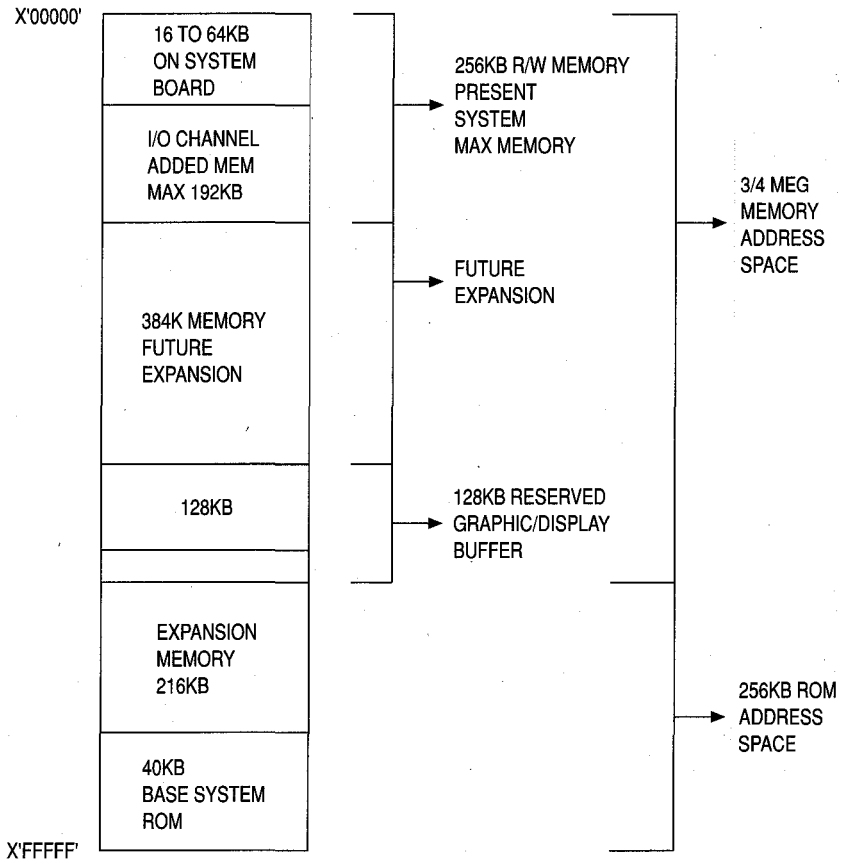 X'00000'
16 TO 64KB
ON SYSTEM
BOARD
I/O CHANNEL
ADDED MEM
MAX 192KB
384K MEMORY
FUTURE
EXPANSION
128KB
EXPANSION
MEMORY
216KB
40KB
BASE SYSTEM
ROM
X'FFFFF'
256KB R/W MEMORY
PRESENT
SYSTEM
MAX MEMORY
FUTURE
EXPANSION
128KB RESERVED
GRAPHIC/DISPLAY
BUFFER
3/4 MEG
MEMORY
ADDRESS
SPACE
256KB ROM
ADDRESS
SPACE